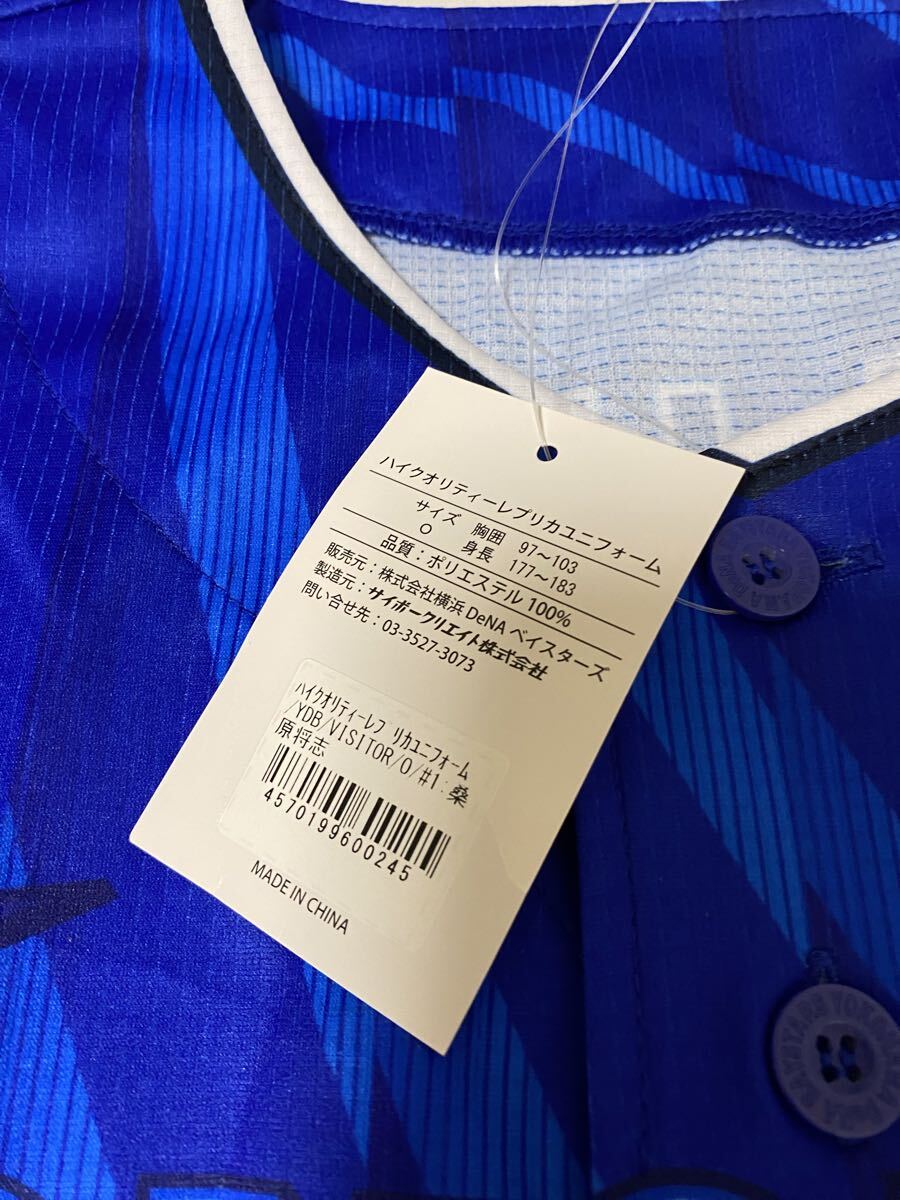 ハイクオリティーレプリカユニフォーム
サイズ 胸囲 97～103
O 身長 177～183
品質：ポリエステル 100%
販売元：株式会社横浜 DeNA ベイスターズ
製造元：サイボークリエイト株式会社
問い合せ先：03-3527-3073
ﾊｲｸｵﾘﾃｨｰﾚﾌﾟﾘｶﾕﾆﾌｫｰﾑ
/YDB/VISITOR/O/#1:桑
原将志
4570199600245
MADE IN CHINA